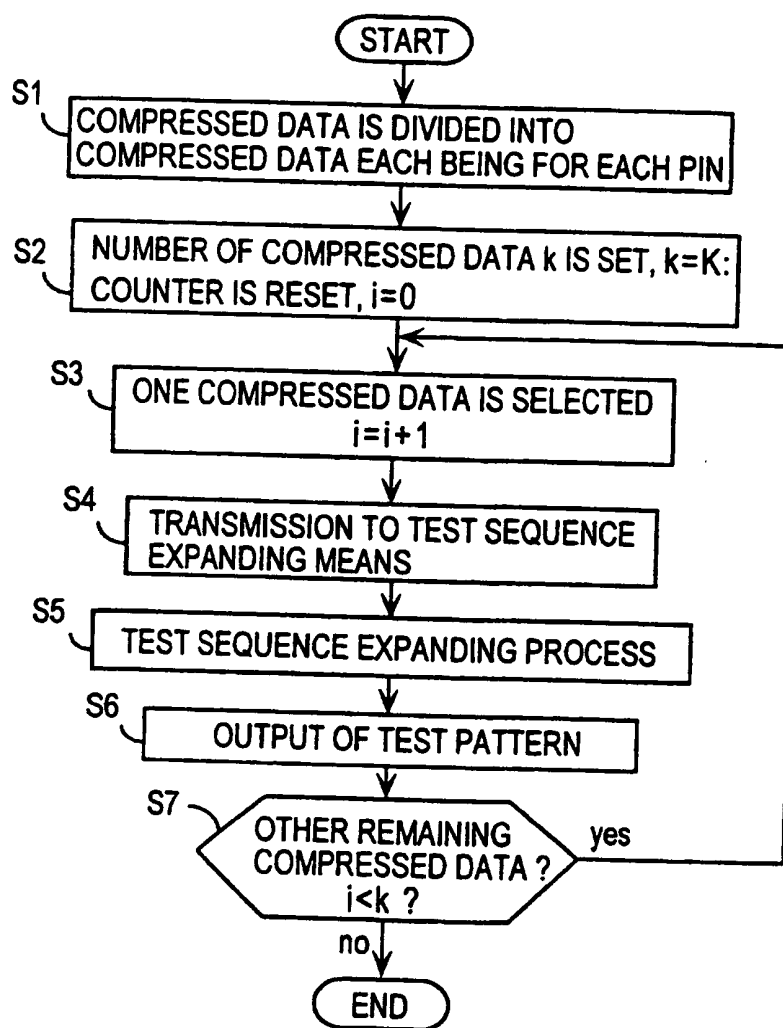 START
S1
COMPRESSED DATA IS DIVIDED INTO
COMPRESSED DATA EACH BEING FOR EACH PIN
S2
NUMBER OF COMPRESSED DATA k IS SET, k=K:
COUNTER IS RESET, i=0
S3
ONE COMPRESSED DATA IS SELECTED
i=i+1
S4
TRANSMISSION TO TEST SEQUENCE
EXPANDING MEANS
S5
TEST SEQUENCE EXPANDING PROCESS
S6
OUTPUT OF TEST PATTERN
S7
OTHER REMAINING
COMPRESSED DATA ?
i<k ?
yes
no
END